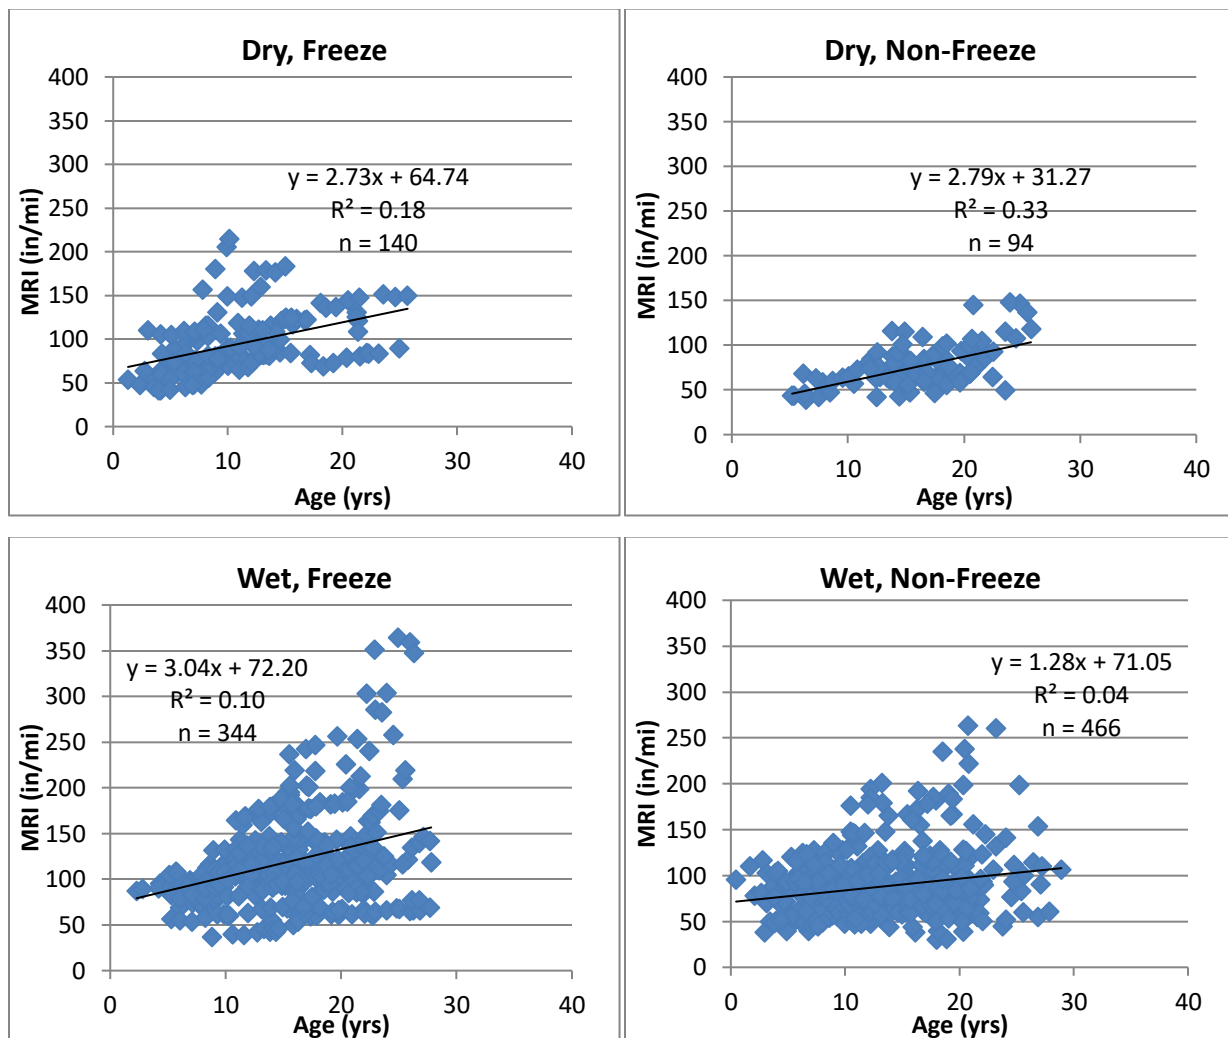 Dry, Freeze
400
350
300
250
200
150
100
50
0
MRI (in/mi)
y = 2.73x + 64.74
R² = 0.18
n = 140
0 10 20 30 40
Age (yrs)
Dry, Non-Freeze
400
350
300
250
200
150
100
50
0
MRI (in/mi)
y = 2.79x + 31.27
R² = 0.33
n = 94
0 10 20 30 40
Age (yrs)
Wet, Freeze
400
350
300
250
200
150
100
50
0
MRI (in/mi)
y = 3.04x + 72.20
R² = 0.10
n = 344
0 10 20 30 40
Age (yrs)
Wet, Non-Freeze
400
350
300
250
200
150
100
50
0
MRI (in/mi)
y = 1.28x + 71.05
R² = 0.04
n = 466
0 10 20 30 40
Age (yrs)